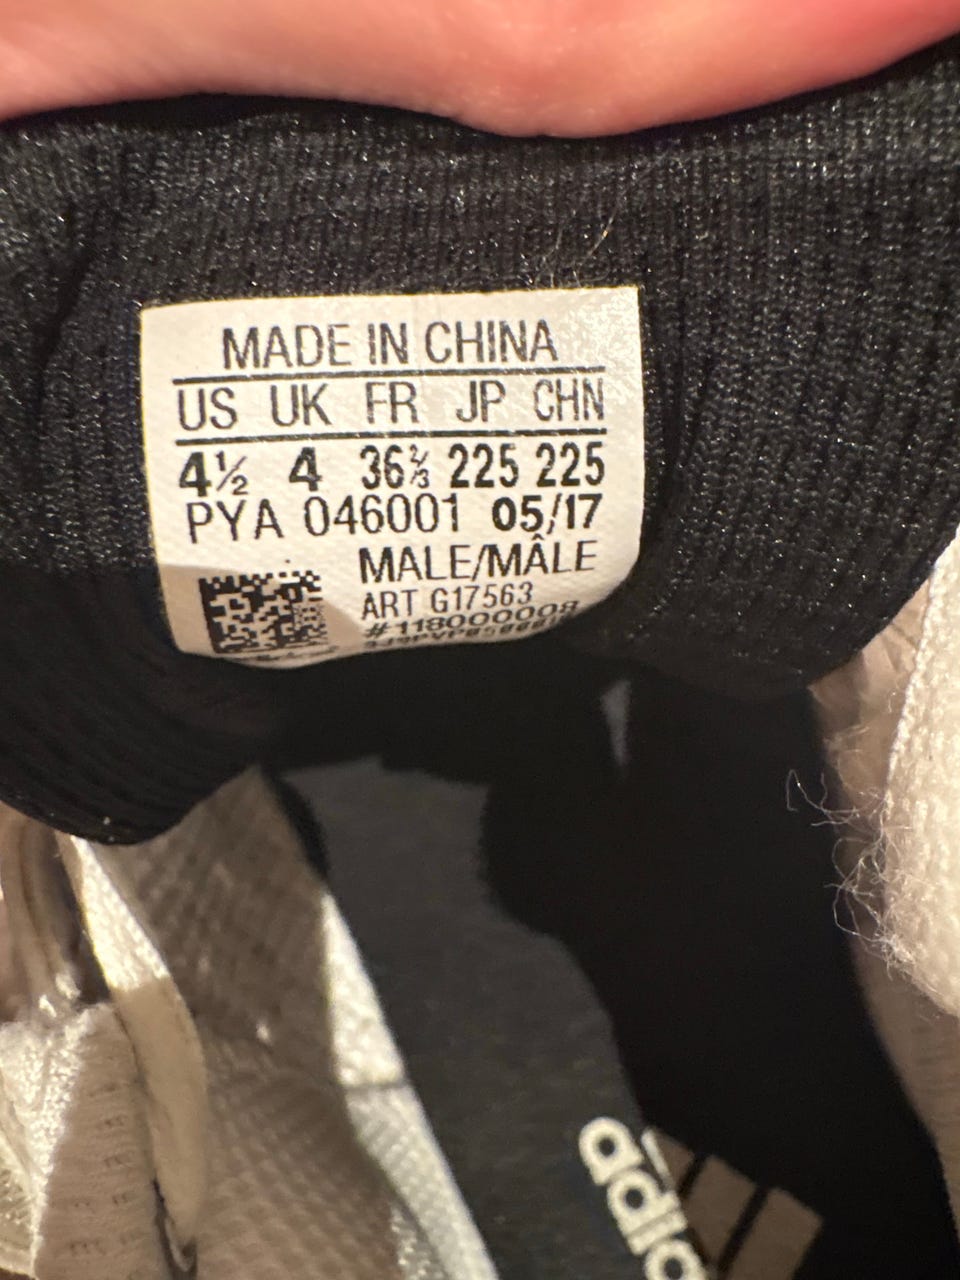 MADE IN CHINA
US UK FR JP CHN
4½ 4 36⅔ 225 225
PYA 046001 05/17
MALE/MÂLE
ART G17563
#118000008
adidas